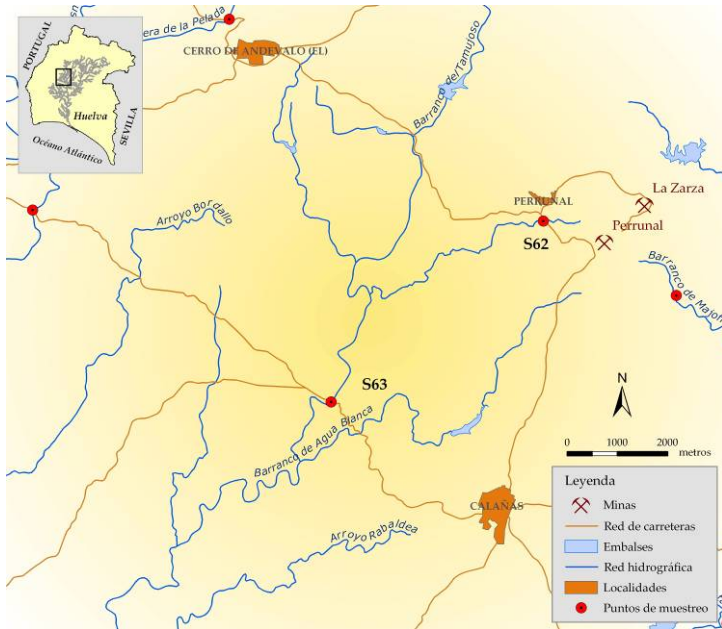 PORTUGAL
Huelva
SEVILLA
Océano Atlántico
era de la Pelada
CERRO DE ANDEVALO (EL)
Barranco de/Tamujoso
Arroyo Bordallo
PERRUNAL
La Zarza
Perrunal
S62
Barranco de Majofr
S63
Barranco de Agua Blanca
N
0 1000 2000
metros
CALAÑAS
Arroyo Rabaldea
Leyenda
Minas
Red de carreteras
Embalses
Red hidrográfica
Localidades
Puntos de muestreo